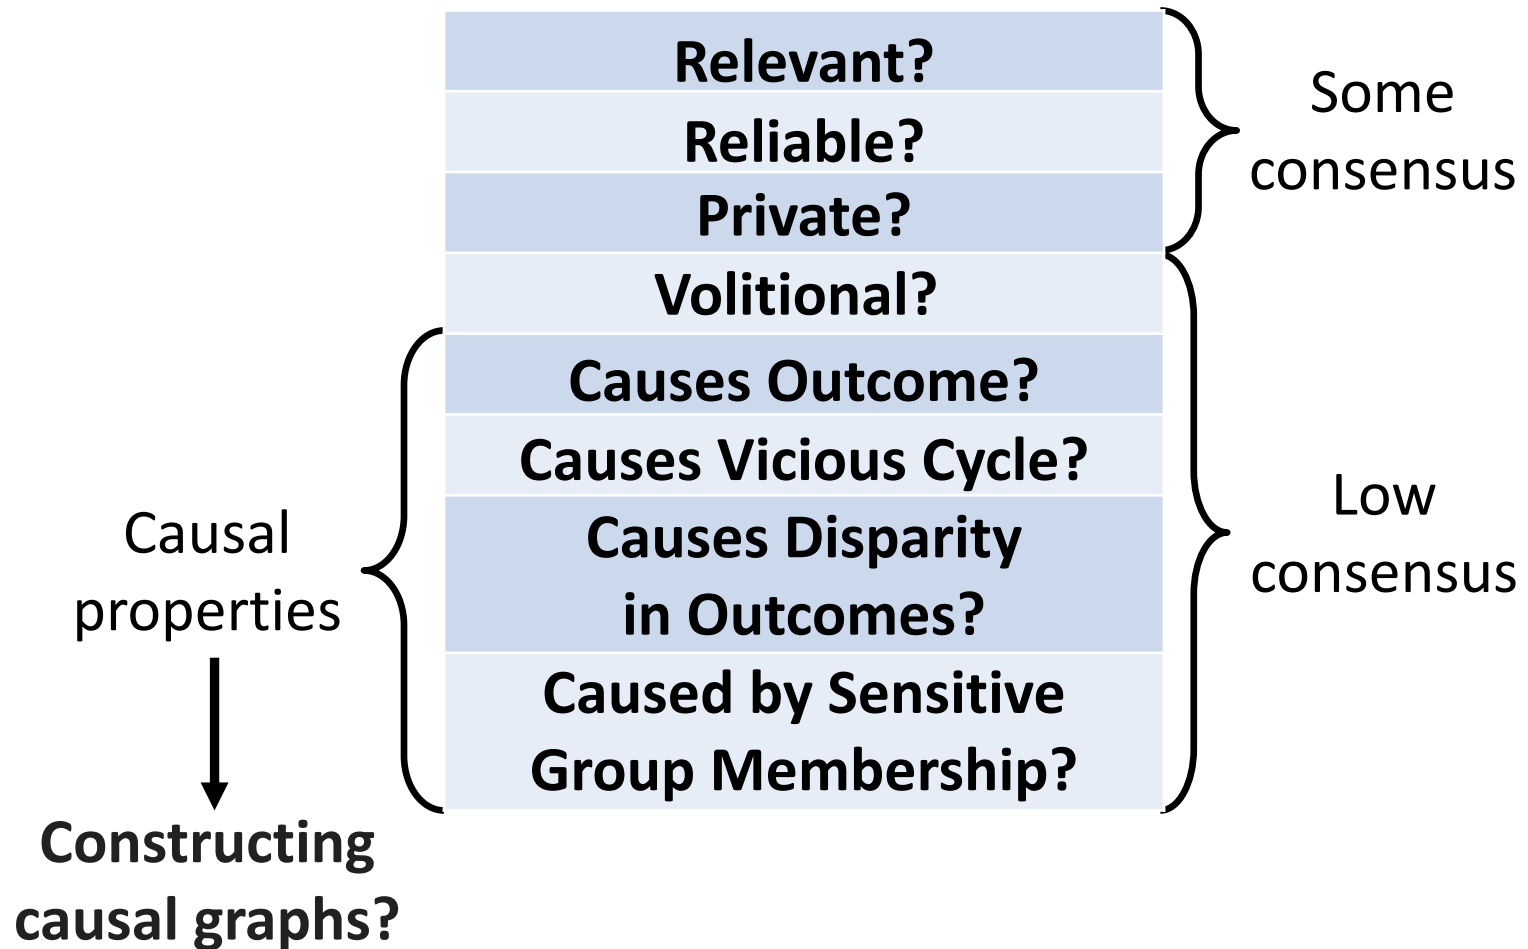 Relevant?
Reliable?
Private?
Volitional?
Causes Outcome?
Causes Vicious Cycle?
Causes Disparity
in Outcomes?
Caused by Sensitive
Group Membership?
Some
consensus
Low
consensus
Causal
properties
Constructing
causal graphs?